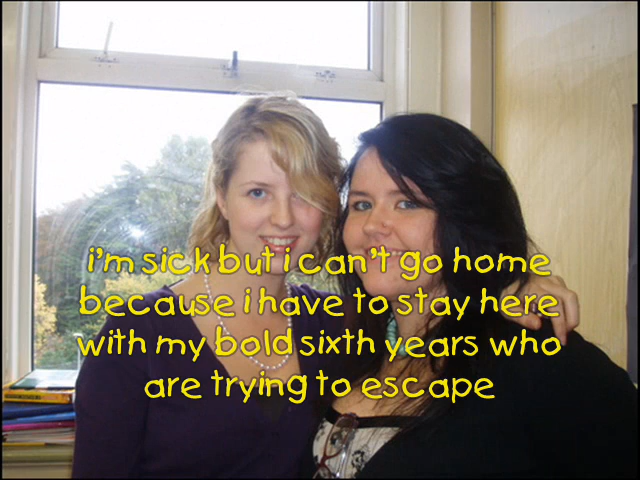 i'm sick but i can't go home
because i have to stay here
with my bold sixth years who
are trying to escape